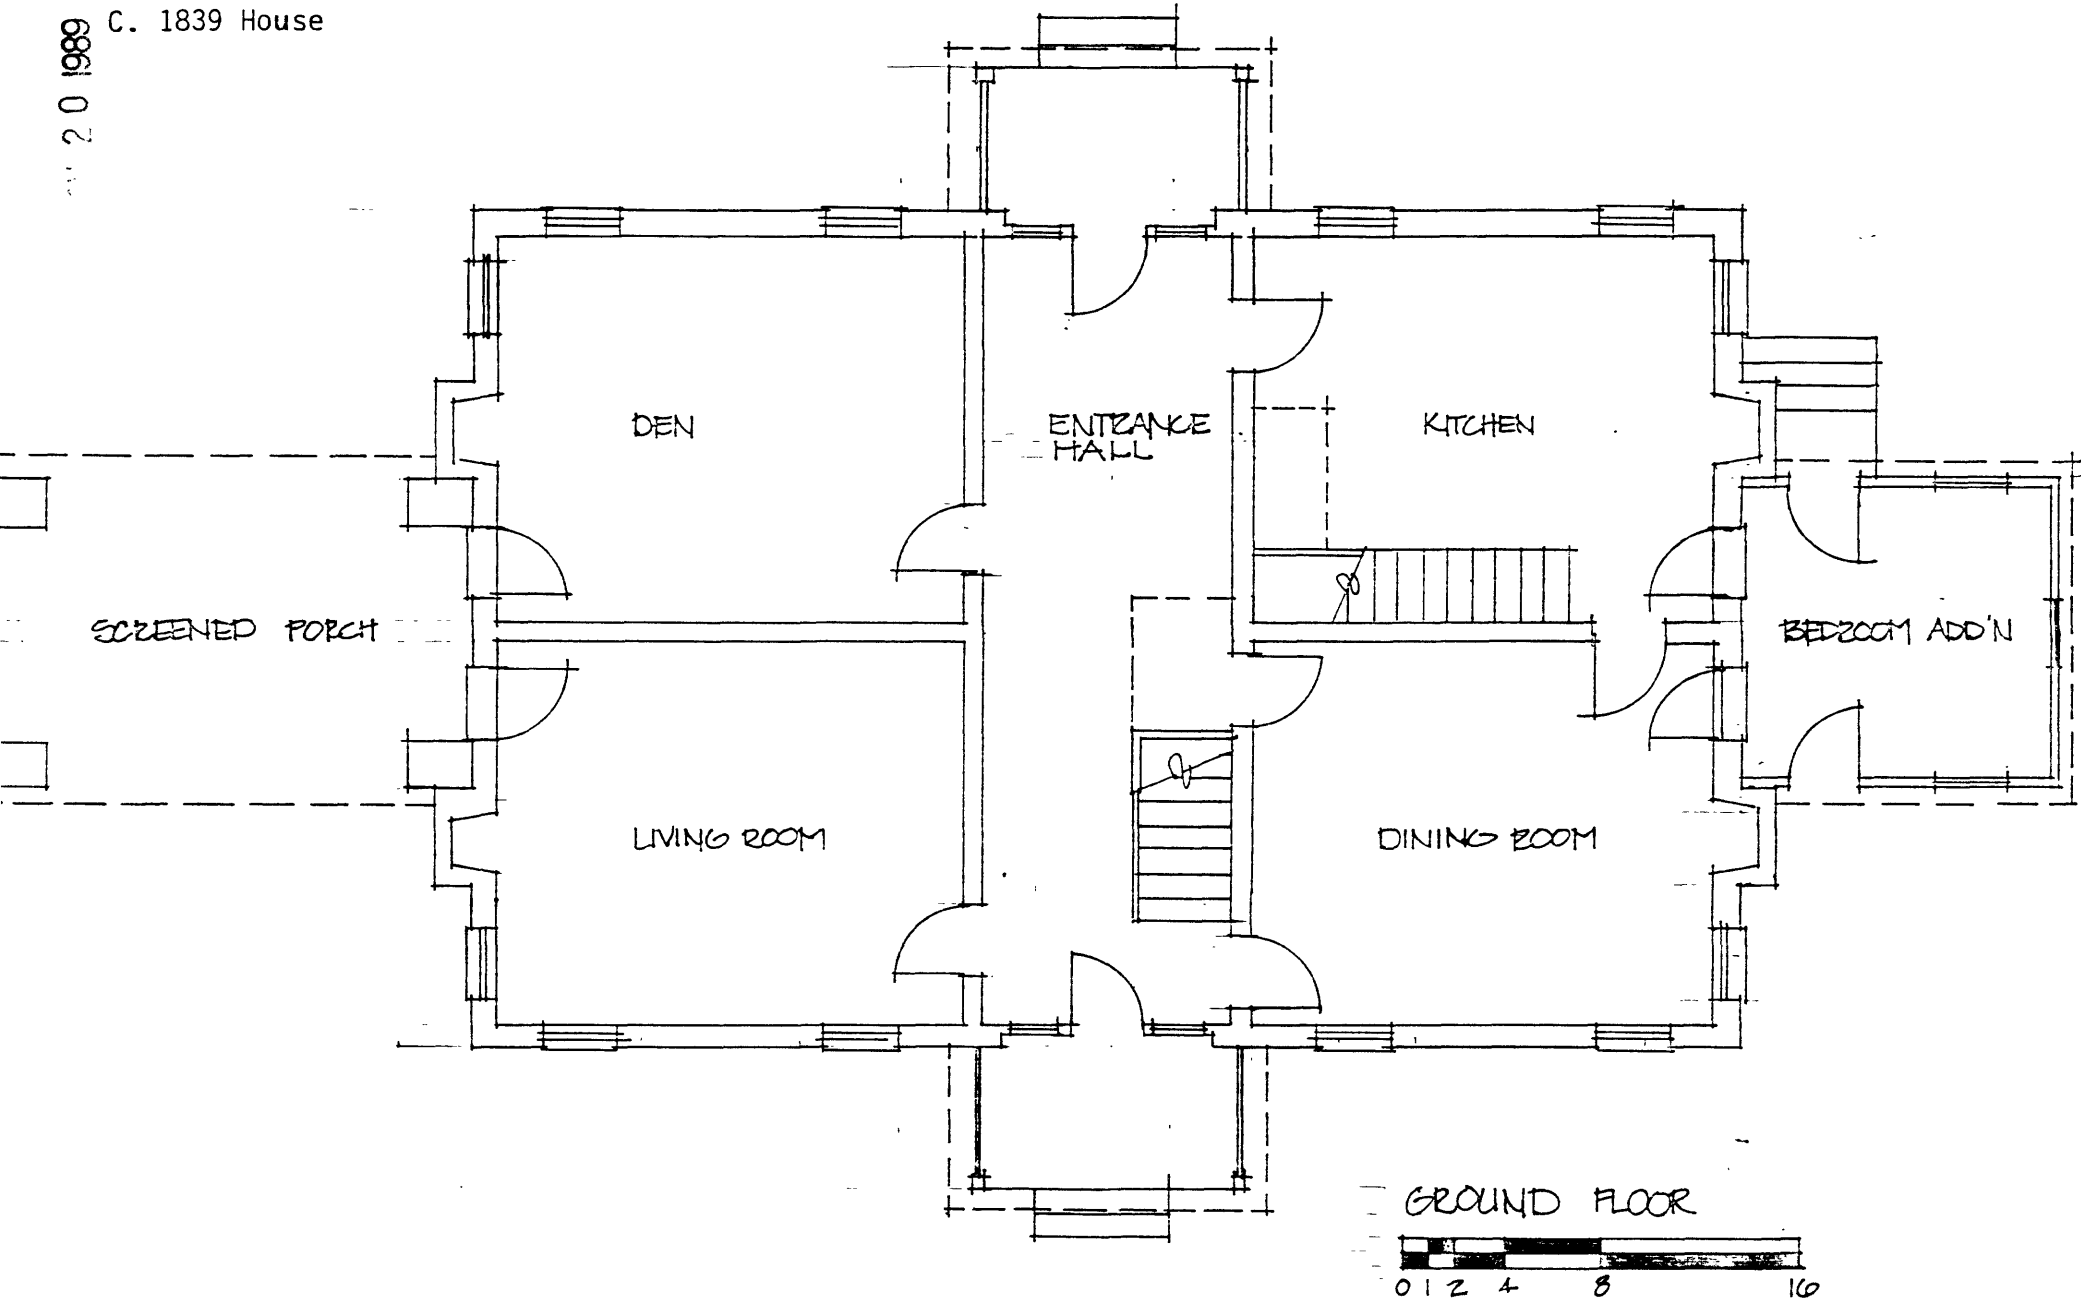 C. 1839 House
20 1989
DEN
ENTRANCE
HALL
KITCHEN
SCREENED PORCH
BEDROOM ADD'N
LIVING ROOM
DINING ROOM
GROUND FLOOR
0 1 2 4 8 16